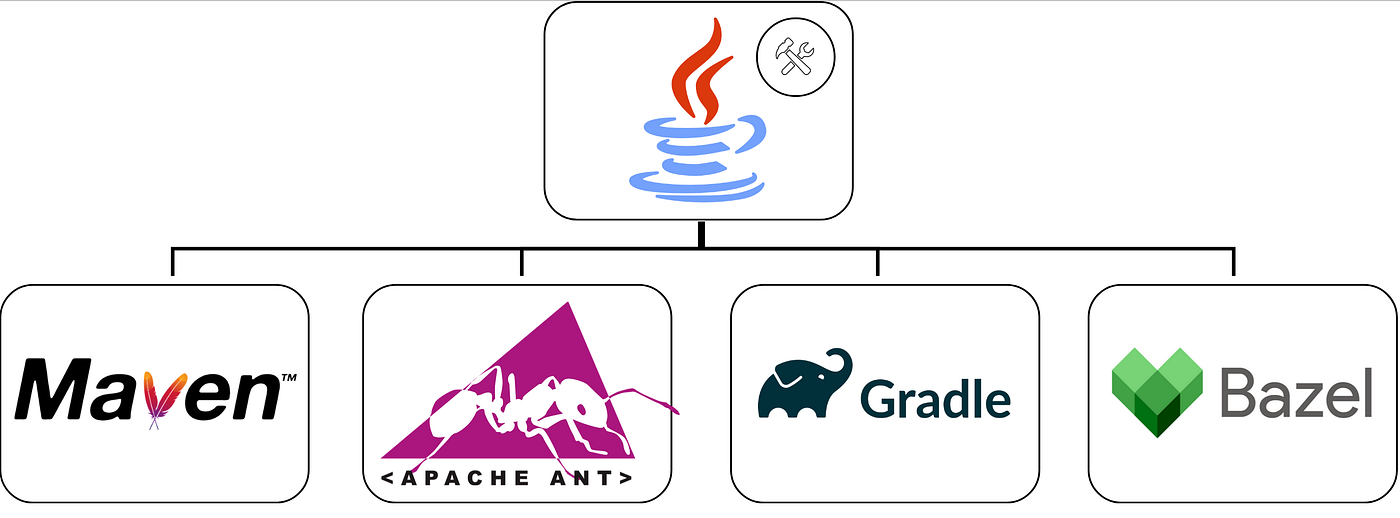 Maven™
<APACHE ANT>
Gradle
Bazel